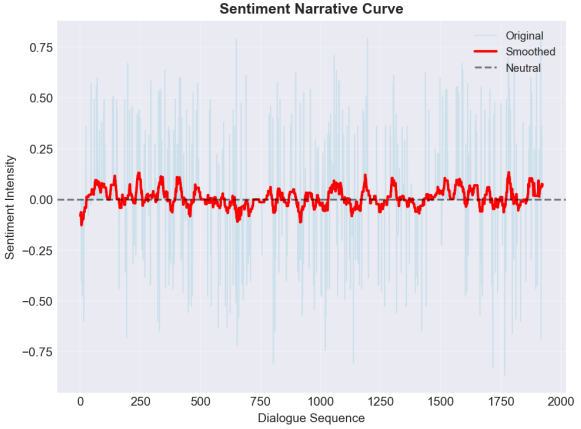 Sentiment Narrative Curve
Original
Smoothed
Neutral
Sentiment Intensity
0.75
0.50
0.25
0.00
−0.25
−0.50
−0.75
0 250 500 750 1000 1250 1500 1750 2000
Dialogue Sequence